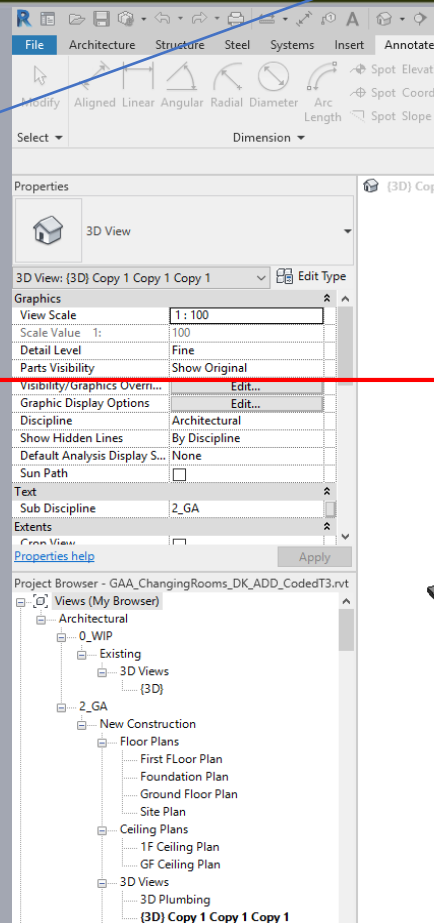 File Architecture Structure Steel Systems Insert Annotate
Modify Aligned Linear Angular Radial Diameter Arc Length
Spot Elevat
Spot Coord
Spot Slope
Select Dimension
Properties
{3D} Cop
3D View
3D View: {3D} Copy 1 Copy 1 Copy 1 Edit Type
Graphics
View Scale 1 : 100
Scale Value 1: 100
Detail Level Fine
Parts Visibility Show Original
Visibility/Graphics Overri... Edit...
Graphic Display Options Edit...
Discipline Architectural
Show Hidden Lines By Discipline
Default Analysis Display S... None
Sun Path
Text
Sub Discipline 2_GA
Extents
Crop View
Properties help Apply
Project Browser - GAA_ChangingRooms_DK_ADD_CodedT3.rvt
Views (My Browser)
Architectural
0_WIP
Existing
3D Views
{3D}
2_GA
New Construction
Floor Plans
First FLoor Plan
Foundation Plan
Ground Floor Plan
Site Plan
Ceiling Plans
1F Ceiling Plan
GF Ceiling Plan
3D Views
3D Plumbing
{3D} Copy 1 Copy 1 Copy 1